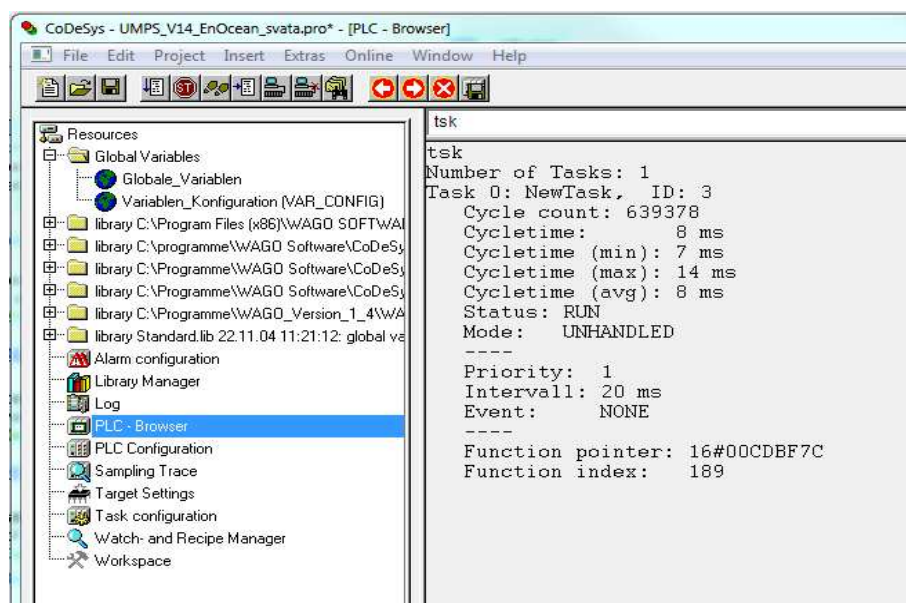 CoDeSys - UMPS_V14_EnOcean_svata.pro* - [PLC - Browser]
File Edit Project Insert Extras Online Window Help
Resources
Global Variables
Globale_Variablen
Variablen_Konfiguration (VAR_CONFIG)
library C:\Program Files (x86)\WAGO SOFTWAI
library C:\programme\WAGO Software\CoDeSy
library C:\Programme\WAGO Software\CoDeSy
library C:\Programme\WAGO Software\CoDeSy
library C:\Programme\WAGO_Version_1_4\WA
library Standard.lib 22.11.04 11:21:12: global va
Alarm configuration
Library Manager
Log
PLC - Browser
PLC Configuration
Sampling Trace
Target Settings
Task configuration
Watch- and Recipe Manager
Workspace
tsk
tsk
Number of Tasks: 1
Task 0: NewTask, ID: 3
Cycle count: 639378
Cycletime: 8 ms
Cycletime (min): 7 ms
Cycletime (max): 14 ms
Cycletime (avg): 8 ms
Status: RUN
Mode: UNHANDLED
----
Priority: 1
Intervall: 20 ms
Event: NONE
----
Function pointer: 16#00CDBF7C
Function index: 189